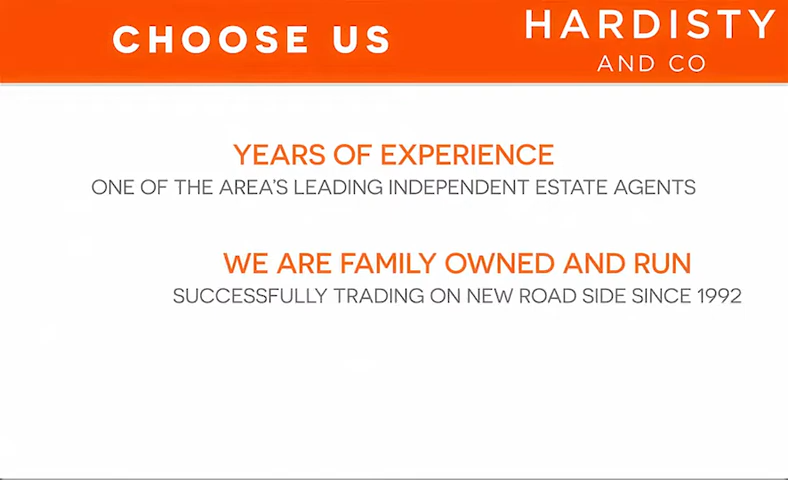 CHOOSE US
HARDISTY
AND CO
YEARS OF EXPERIENCE
ONE OF THE AREA'S LEADING INDEPENDENT ESTATE AGENTS
WE ARE FAMILY OWNED AND RUN
SUCCESSFULLY TRADING ON NEW ROAD SIDE SINCE 1992